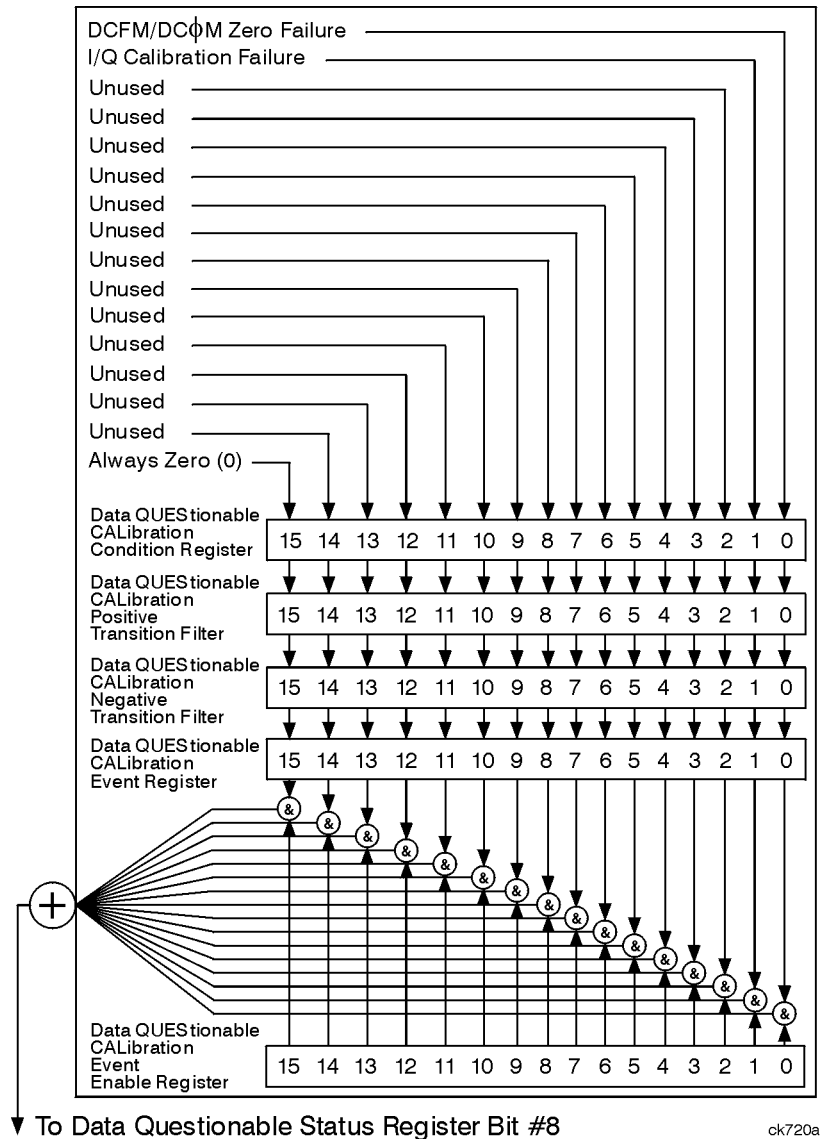 DCFM/DCϕM Zero Failure
I/Q Calibration Failure
Unused
Unused
Unused
Unused
Unused
Unused
Unused
Unused
Unused
Unused
Unused
Unused
Unused
Always Zero (0)
Data QUEStionable
CALibration
Condition Register
15 14 13 12 11 10 9 8 7 6 5 4 3 2 1 0
Data QUEStionable
CALibration
Positive
Transition Filter
15 14 13 12 11 10 9 8 7 6 5 4 3 2 1 0
Data QUEStionable
CALibration
Negative
Transition Filter
15 14 13 12 11 10 9 8 7 6 5 4 3 2 1 0
Data QUEStionable
CALibration
Event Register
15 14 13 12 11 10 9 8 7 6 5 4 3 2 1 0
& & & & & & & & & & & & & & & &
+
Data QUEStionable
CALibration
Event
Enable Register
15 14 13 12 11 10 9 8 7 6 5 4 3 2 1 0
To Data Questionable Status Register Bit #8
ck720a